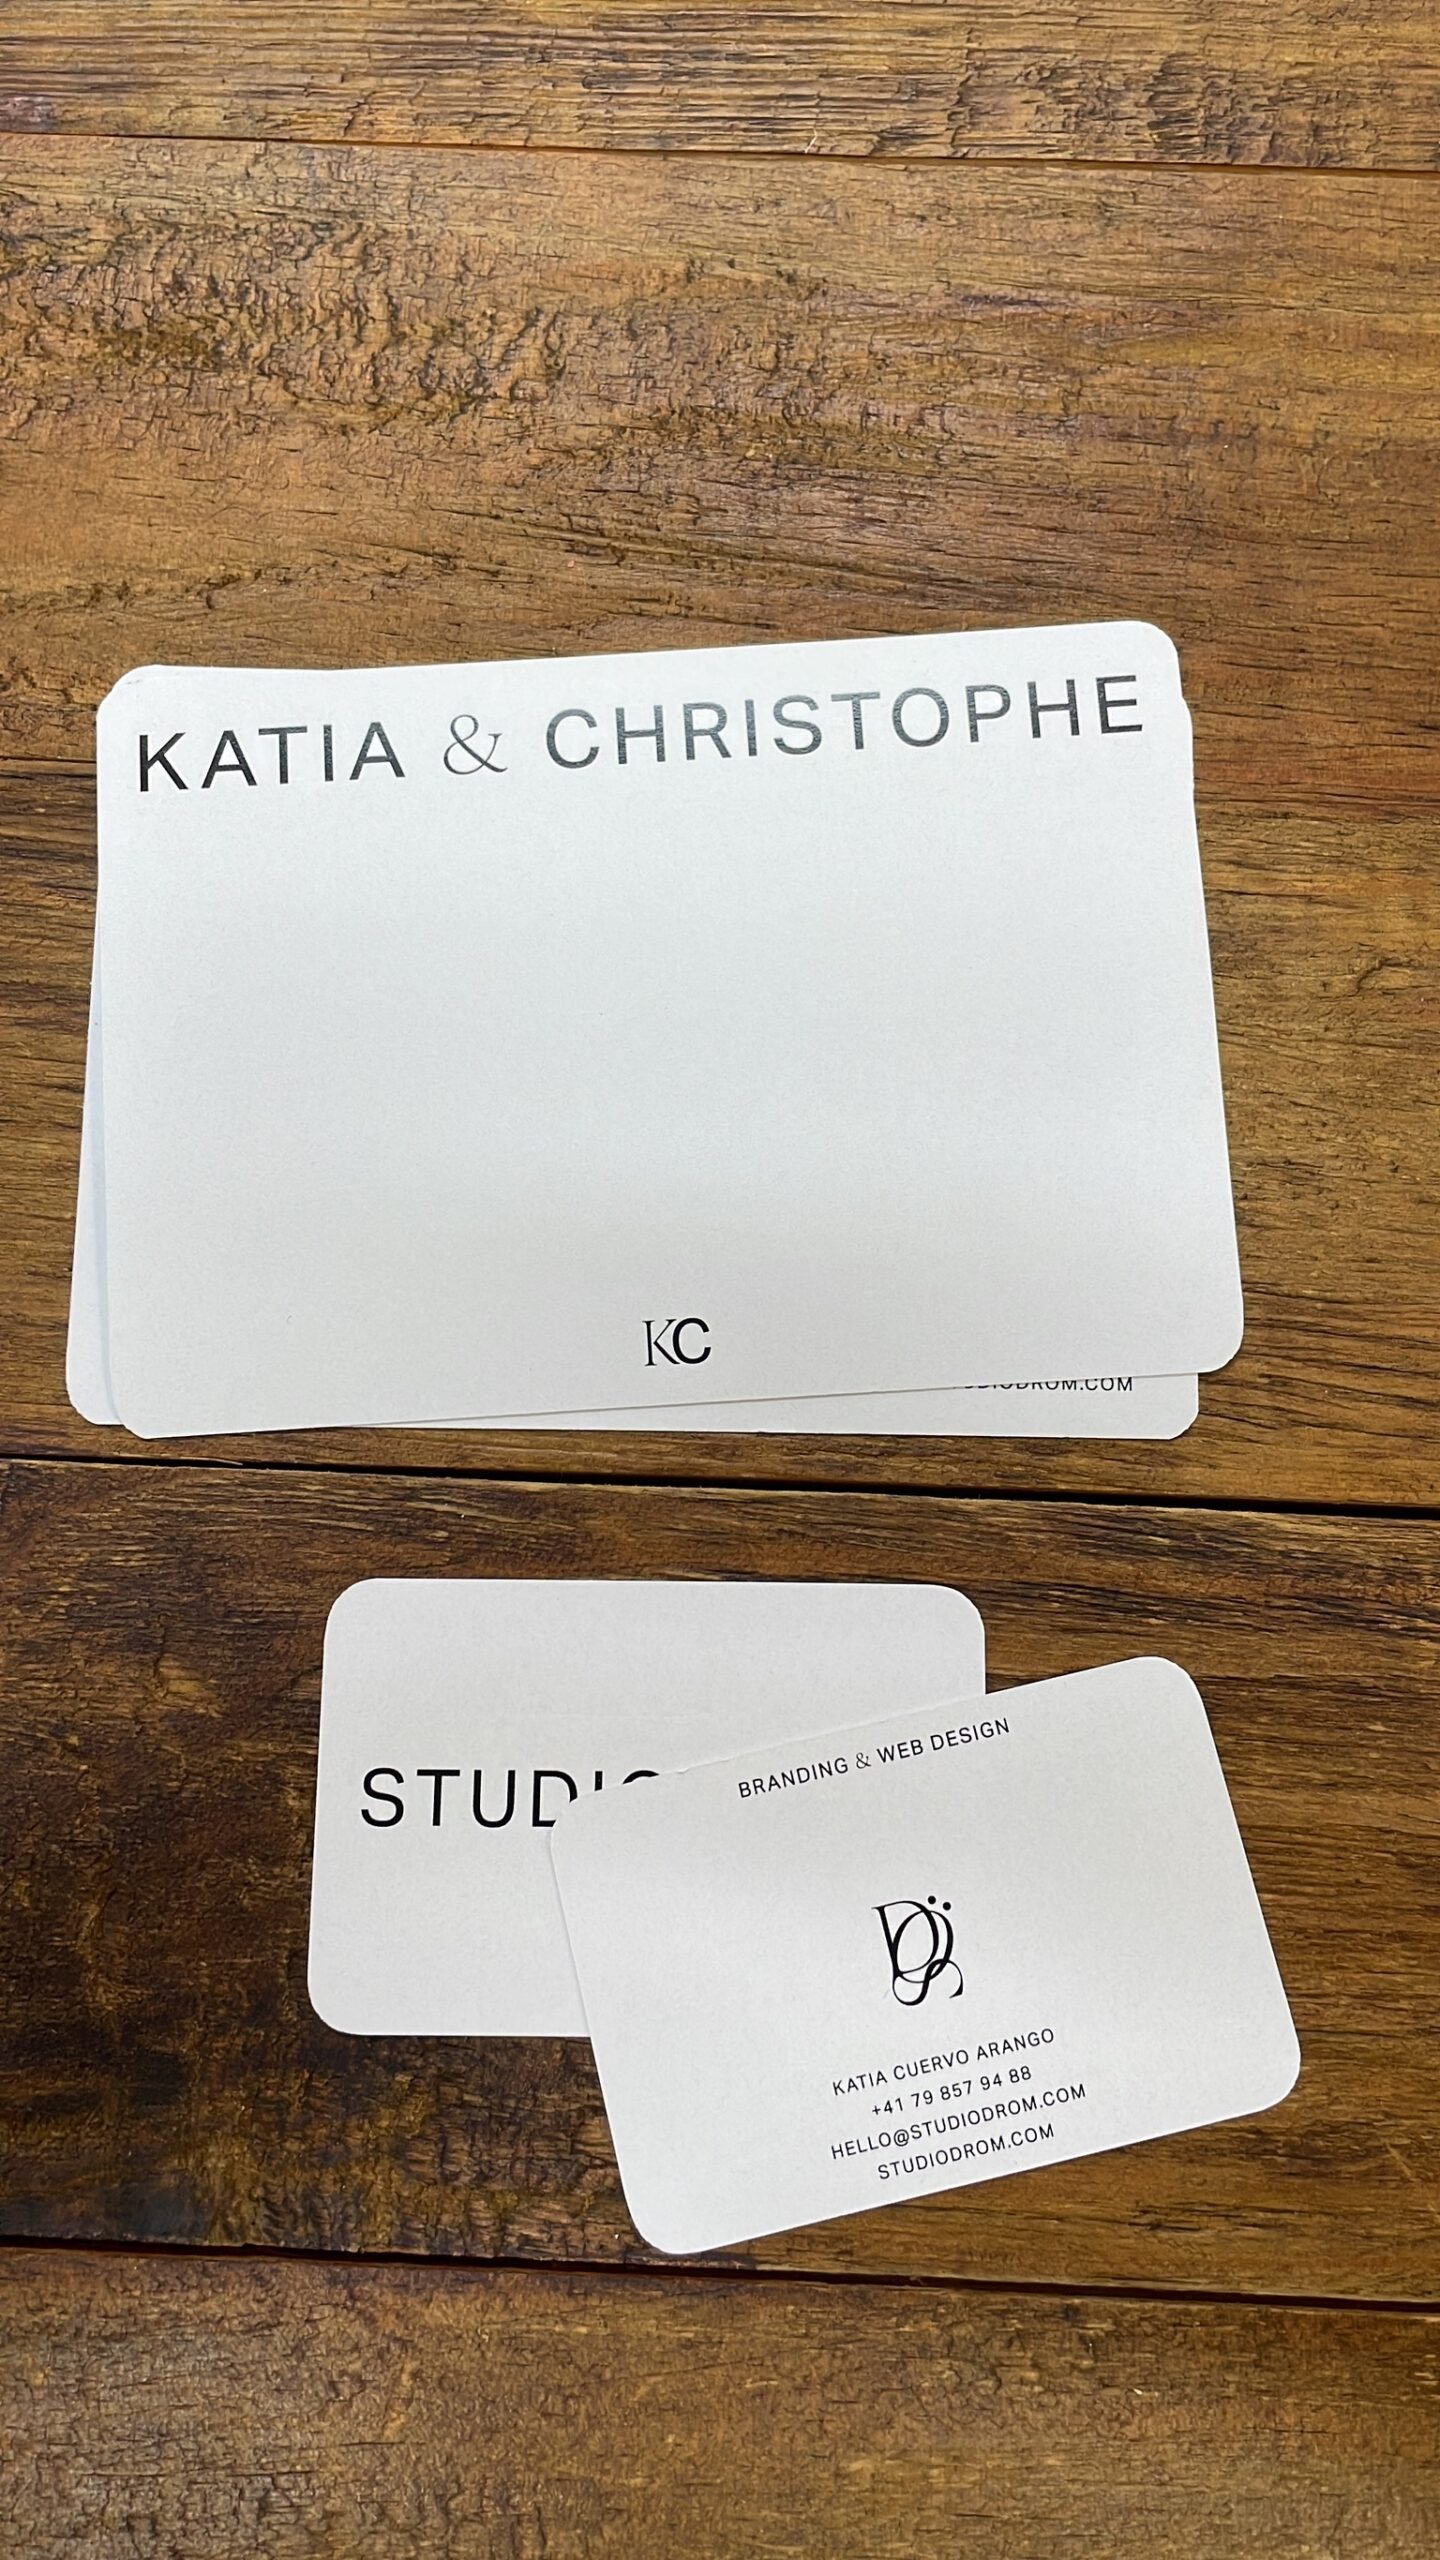 KATIA & CHRISTOPHE
KC
STUDIODROM.COM
STUDIO
BRANDING & WEB DESIGN
KATIA CUERVO ARANGO
+41 79 857 94 88
HELLO@STUDIODROM.COM
STUDIODROM.COM